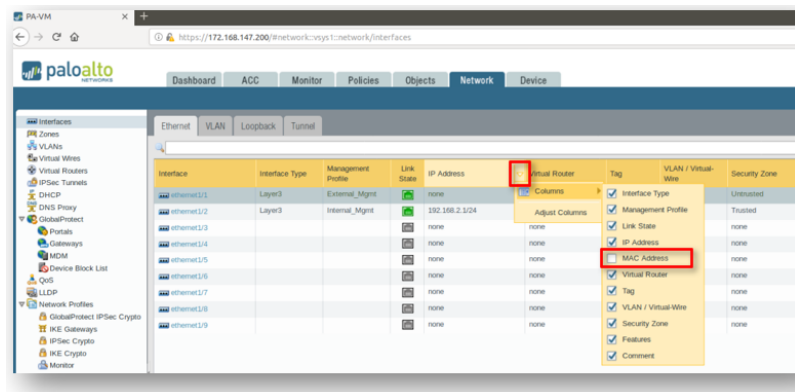 PA-VM
https://172.168.147.200/#network::vsys1::network/interfaces
paloalto
NETWORKS
Dashboard ACC Monitor Policies Objects Network Device
Interfaces
Zones
VLANs
Virtual Wires
Virtual Routers
IPSec Tunnels
DHCP
DNS Proxy
GlobalProtect
Portals
Gateways
MDM
Device Block List
QoS
LLDP
Network Profiles
GlobalProtect IPSec Crypto
IKE Gateways
IPSec Crypto
IKE Crypto
Monitor
Ethernet VLAN Loopback Tunnel
Interface Interface Type Management Profile Link State IP Address Virtual Router Tag VLAN / Virtual-Wire Security Zone
ethernet1/1 Layer3 External_Mgmt none Untrusted
ethernet1/2 Layer3 Internal_Mgmt 192.168.2.1/24 Trusted
ethernet1/3 none none none
ethernet1/4 none none none
ethernet1/5 none none none
ethernet1/6 none none none
ethernet1/7 none none none
ethernet1/8 none none none
ethernet1/9 none none none
Columns
Adjust Columns
Interface Type
Management Profile
Link State
IP Address
MAC Address
Virtual Router
Tag
VLAN / Virtual-Wire
Security Zone
Features
Comment